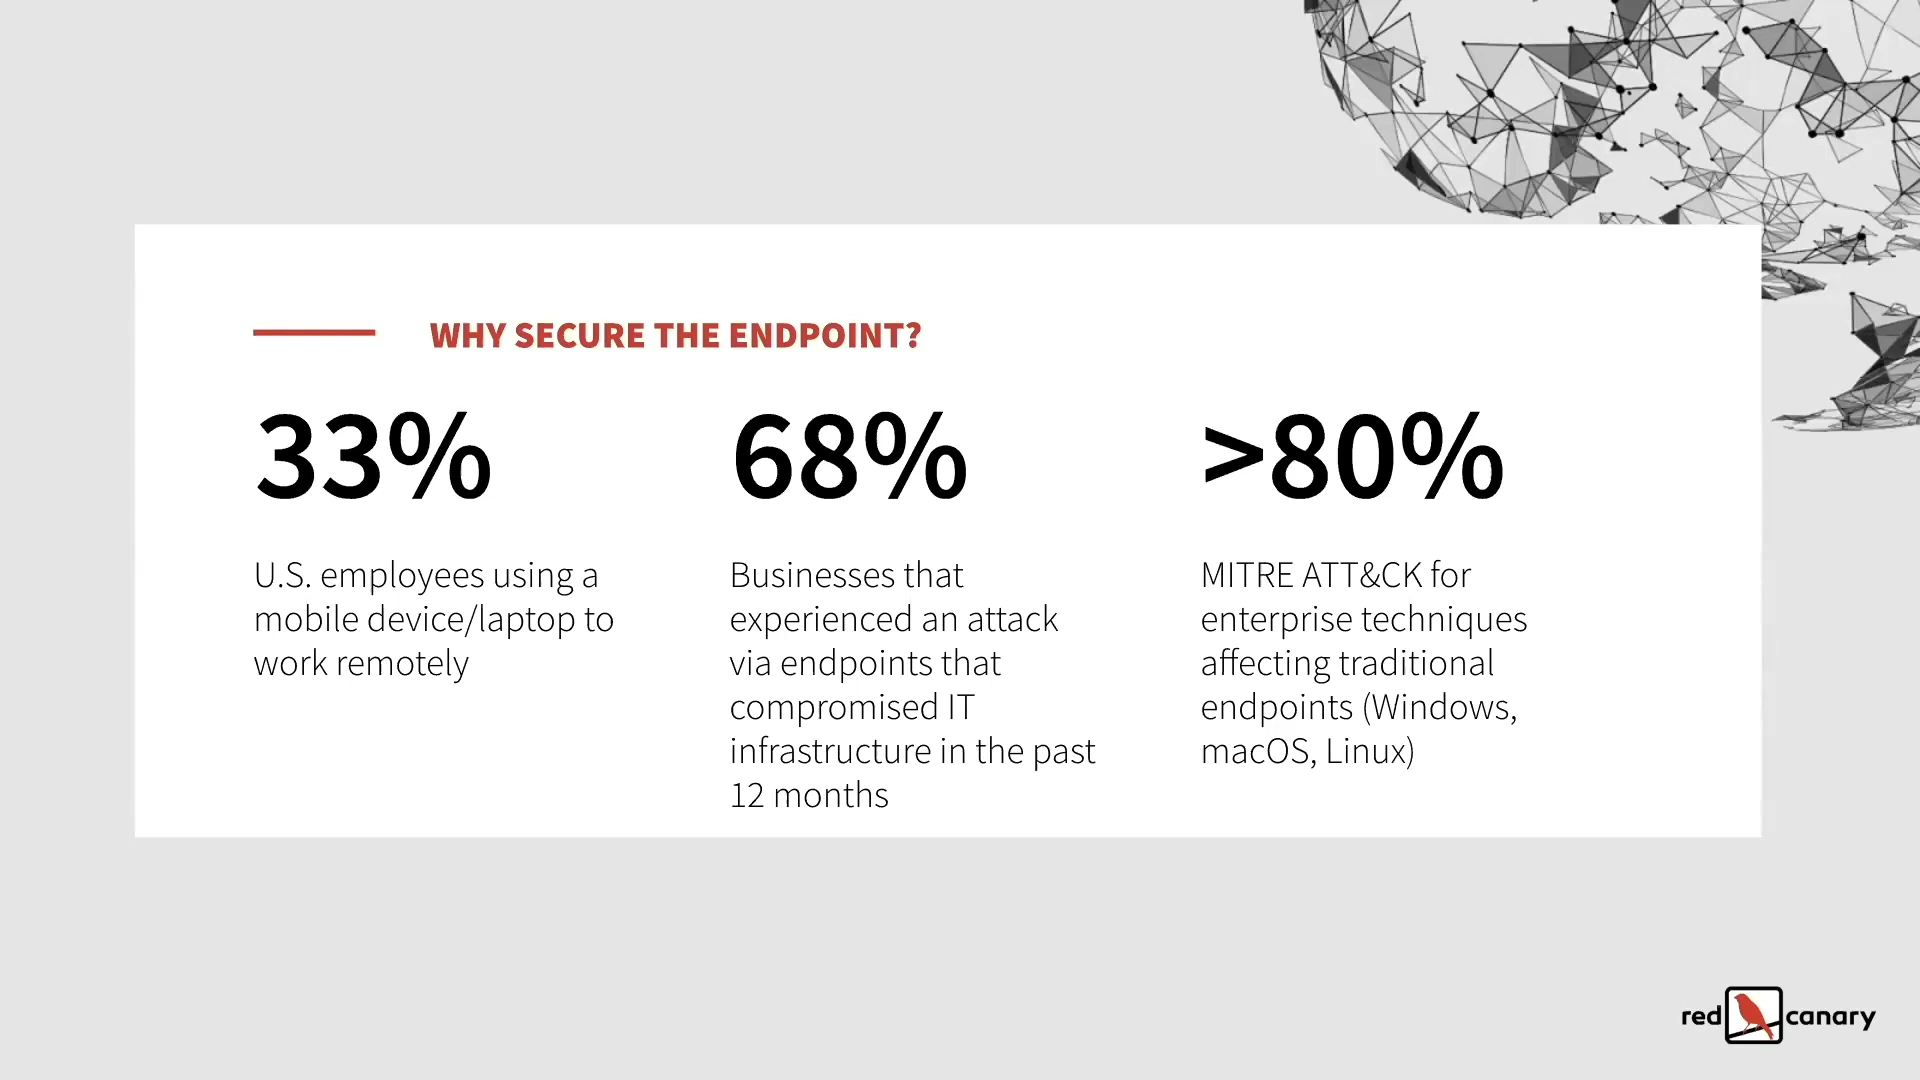 WHY SECURE THE ENDPOINT?
33%
U.S. employees using a
mobile device/laptop to
work remotely
68%
Businesses that
experienced an attack
via endpoints that
compromised IT
infrastructure in the past
12 months
>80%
MITRE ATT&CK for
enterprise techniques
affecting traditional
endpoints (Windows,
macOS, Linux)
red canary